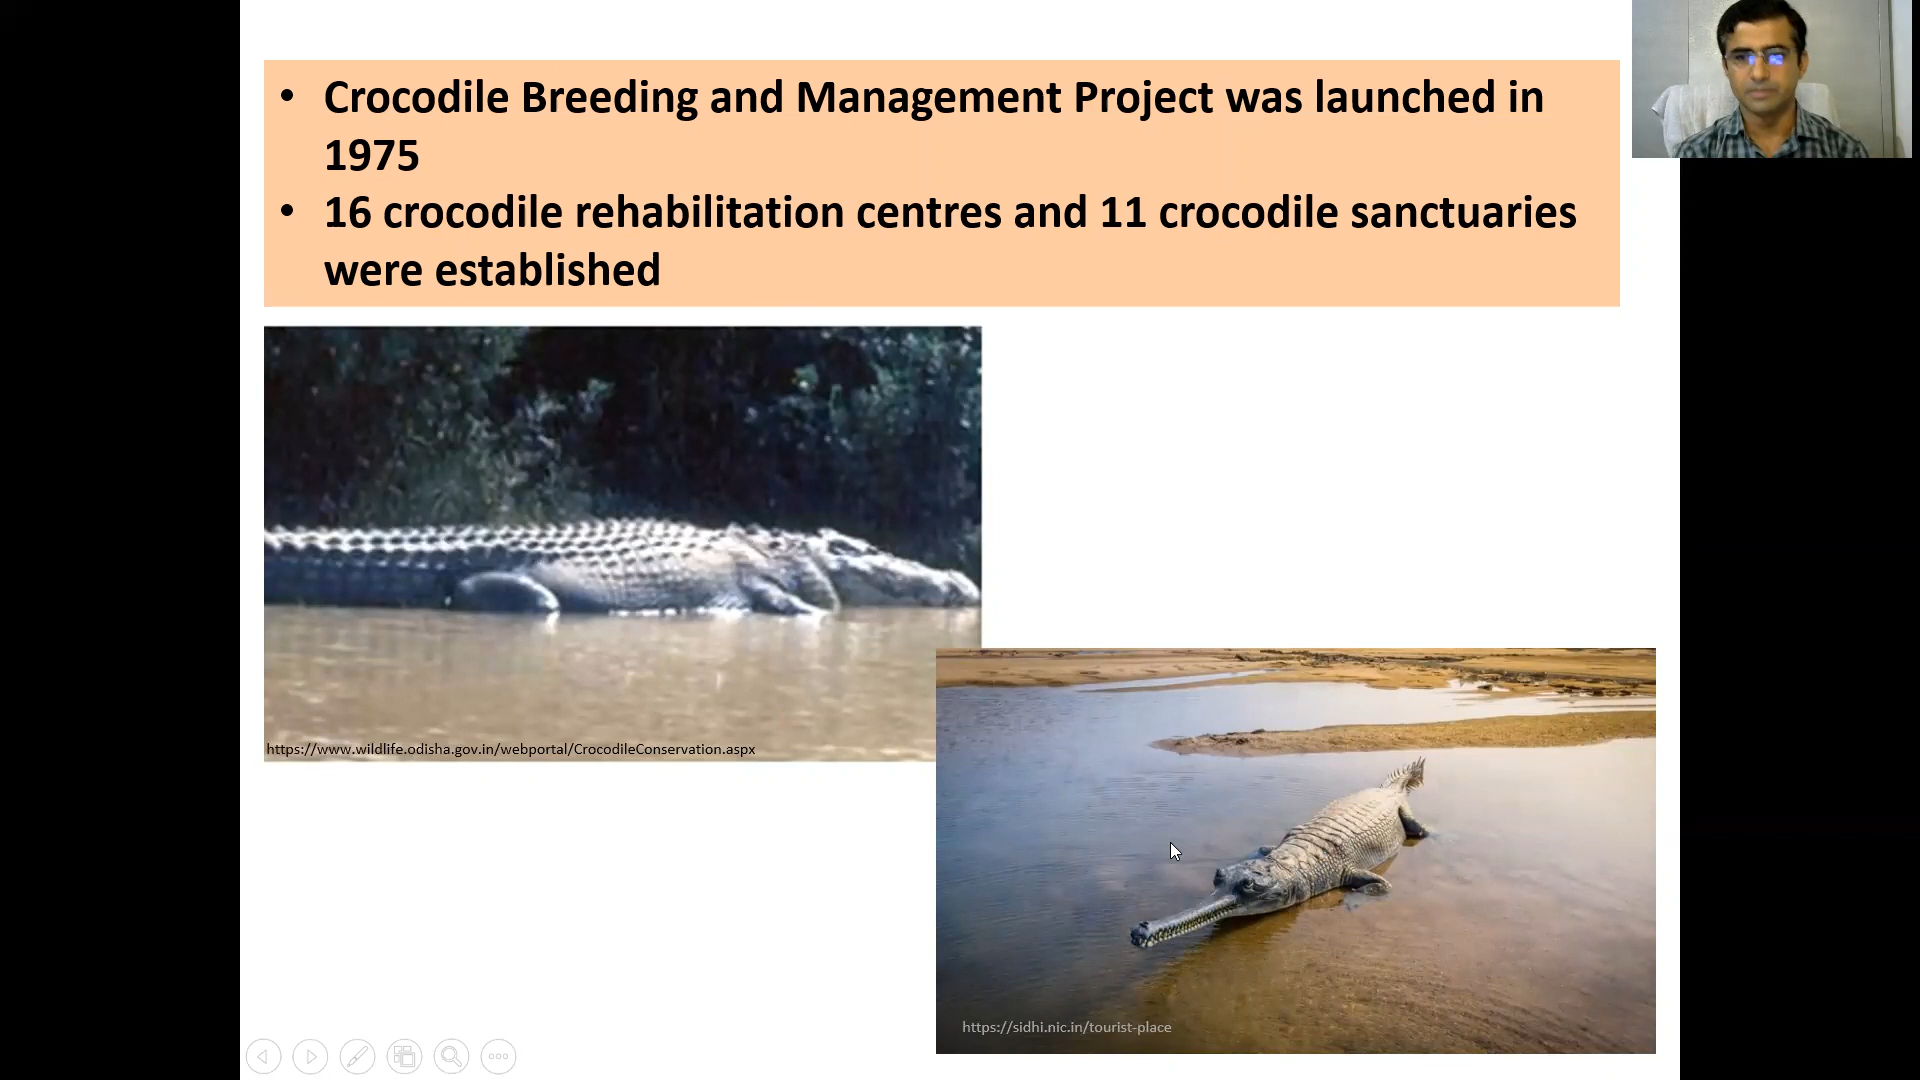 • Crocodile Breeding and Management Project was launched in
1975
• 16 crocodile rehabilitation centres and 11 crocodile sanctuaries
were established
https://www.wildlife.odisha.gov.in/webportal/CrocodileConservation.aspx
https://sidhi.nic.in/tourist-place